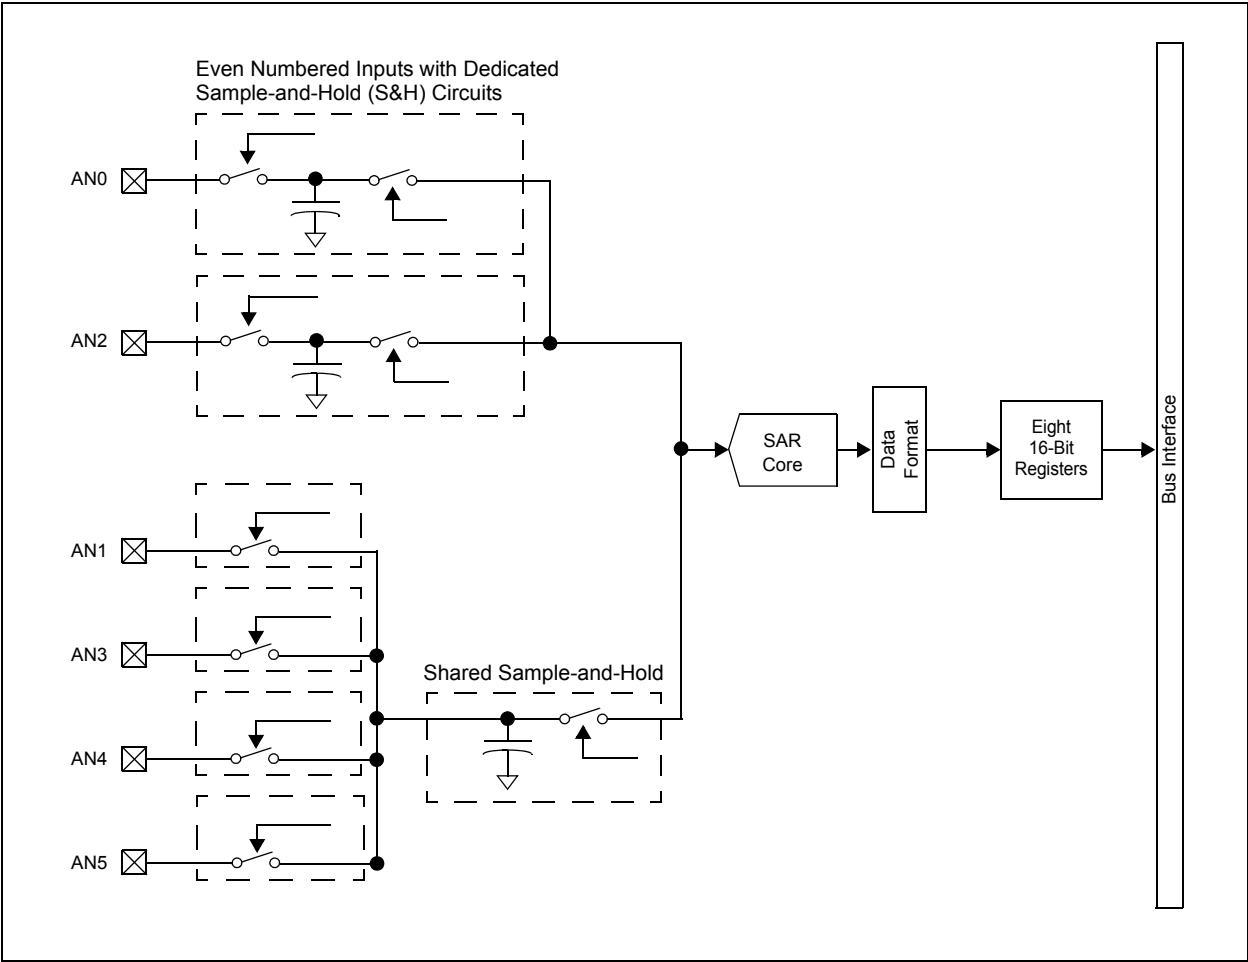 Even Numbered Inputs with Dedicated
Sample-and-Hold (S&H) Circuits
AN0
AN2
SAR
Core
Data
Format
Eight
16-Bit
Registers
Bus Interface
AN1
AN3
Shared Sample-and-Hold
AN4
AN5